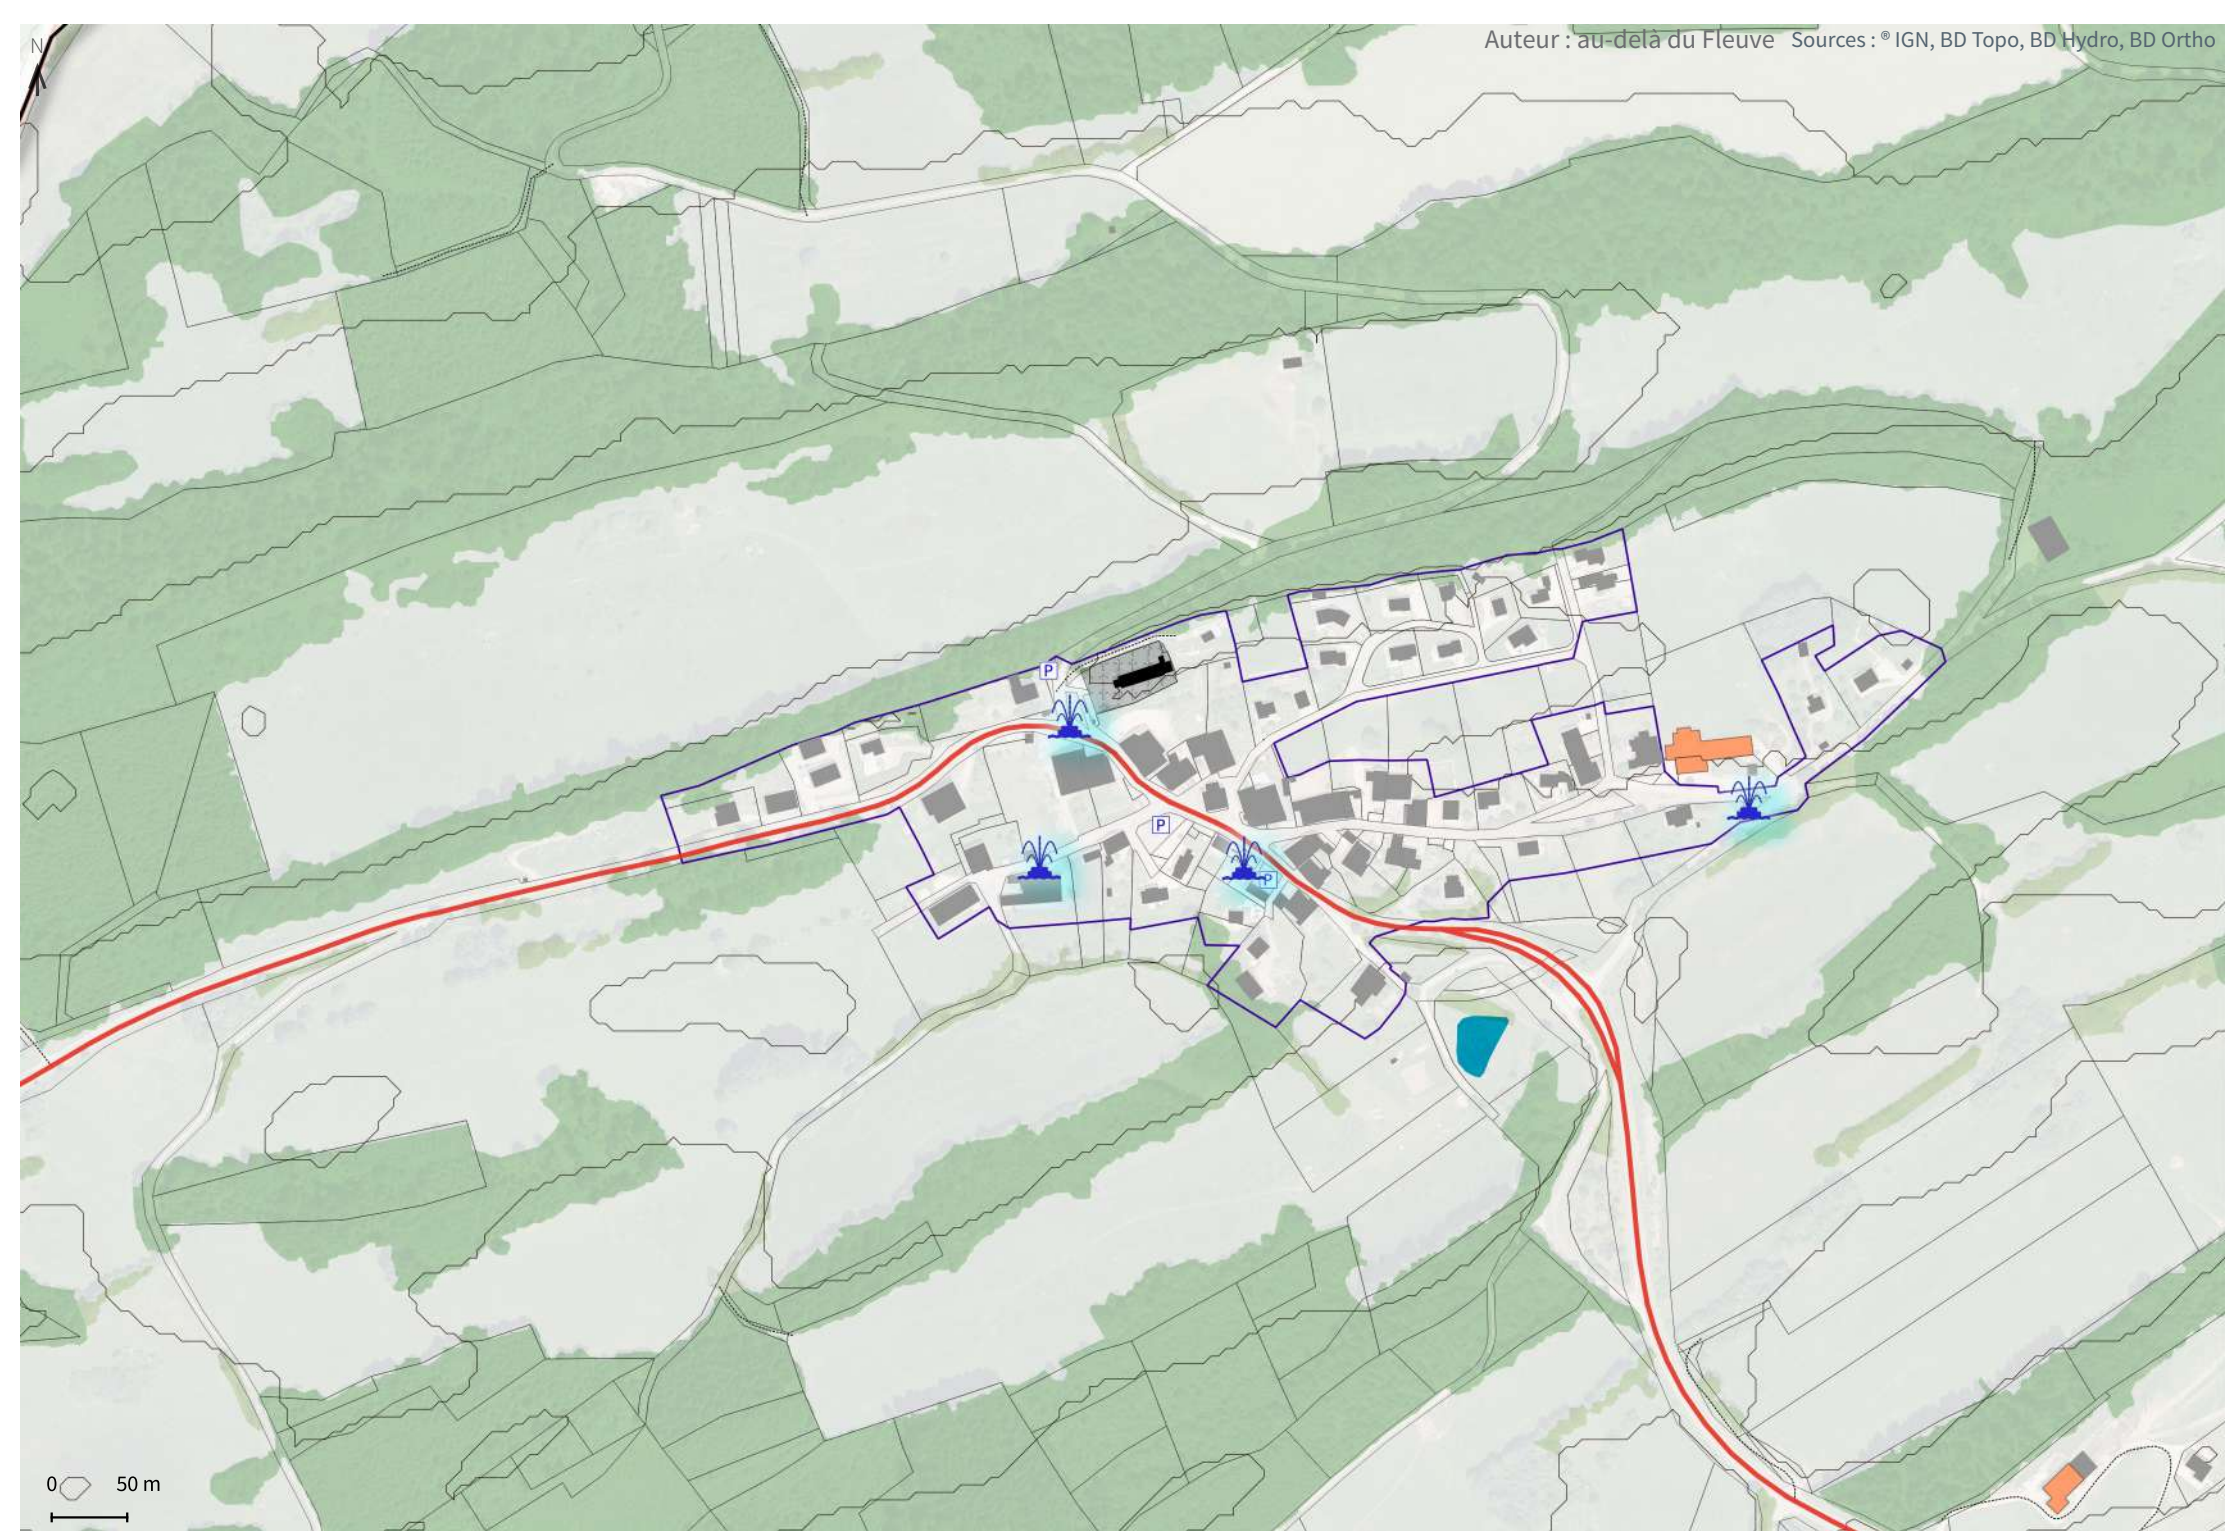 N
Auteur : au-delà du Fleuve Sources : ® IGN, BD Topo, BD Hydro, BD Ortho
P
P
P
0 50 m